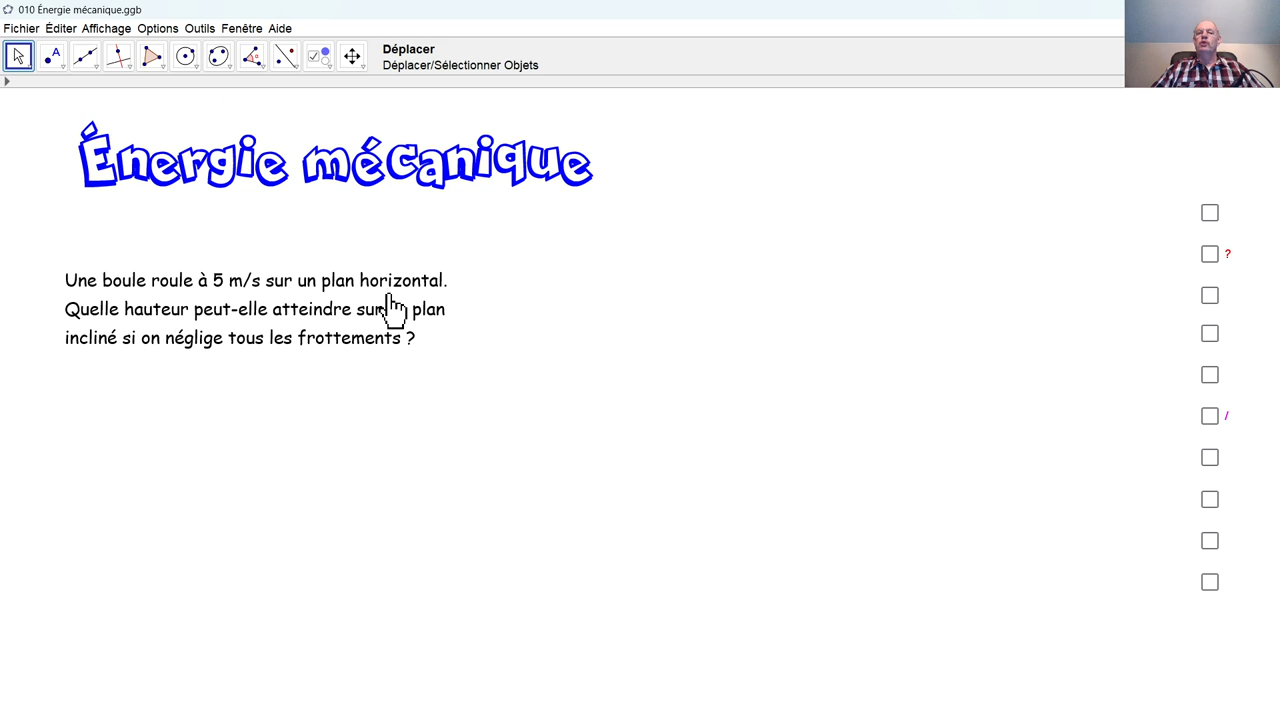 010 Énergie mécanique.ggb
Fichier Éditer Affichage Options Outils Fenêtre Aide
A
Déplacer
Déplacer/Sélectionner Objets
Énergie mécanique
Une boule roule à 5 m/s sur un plan horizontal.
?
Quelle hauteur peut-elle atteindre sur plan
incliné si on néglige tous les frottements ?
/